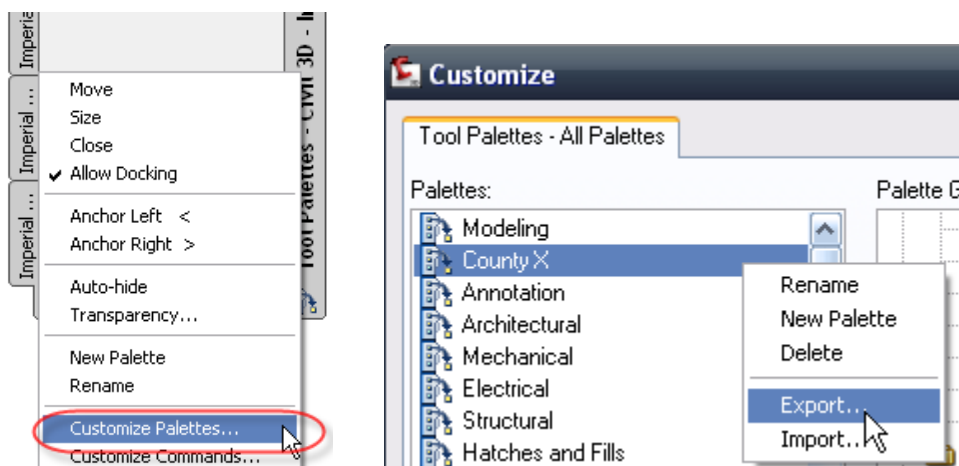 Imperial
Imperial ...
Imperial ...
Tool Palettes - Civil 3D - I
Move
Size
Close
Allow Docking
Anchor Left <
Anchor Right >
Auto-hide
Transparency...
New Palette
Rename
Customize Palettes...
Customize Commands...
Customize
Tool Palettes - All Palettes
Palettes:
Palette G
Modeling
County X
Annotation
Architectural
Mechanical
Electrical
Structural
Hatches and Fills
Rename
New Palette
Delete
Export...
Import...